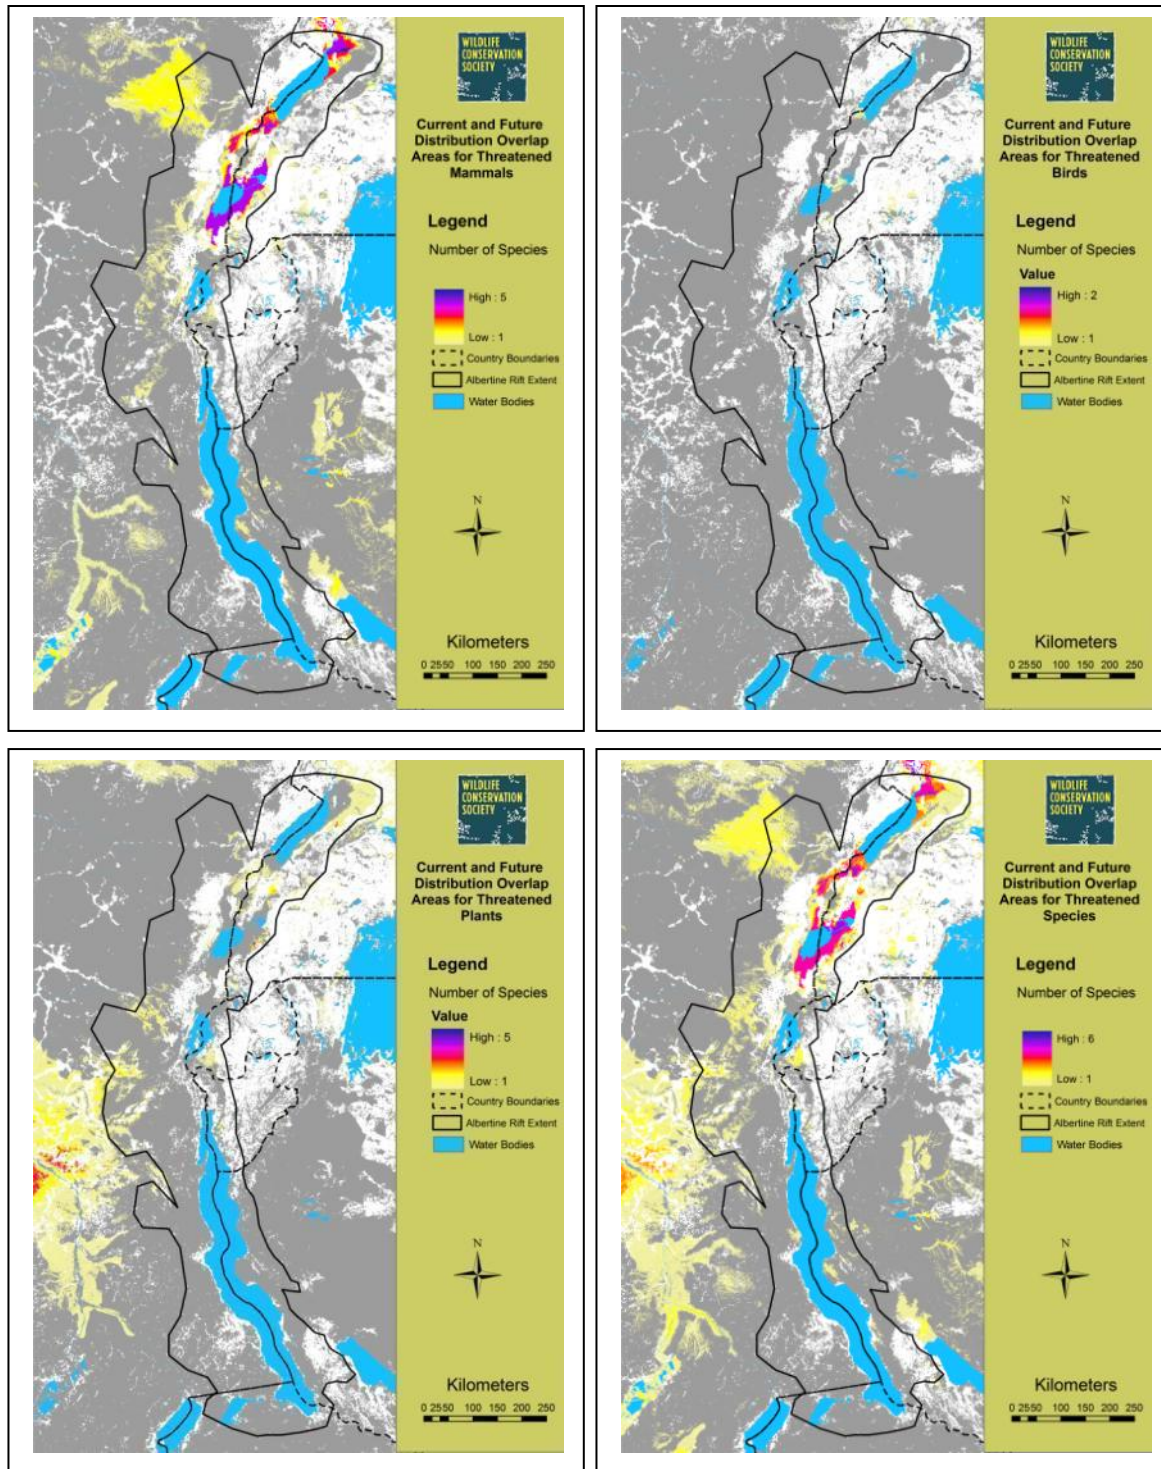 WILDLIFE
CONSERVATION
SOCIETY
Current and Future
Distribution Overlap
Areas for Threatened
Mammals
Legend
Number of Species
High : 5
Low : 1
Country Boundaries
Albertine Rift Extent
Water Bodies
N
Kilometers
0 25 50 100 150 200 250
WILDLIFE
CONSERVATION
SOCIETY
Current and Future
Distribution Overlap
Areas for Threatened
Birds
Legend
Number of Species
Value
High : 2
Low : 1
Country Boundaries
Albertine Rift Extent
Water Bodies
N
Kilometers
0 25 50 100 150 200 250
WILDLIFE
CONSERVATION
SOCIETY
Current and Future
Distribution Overlap
Areas for Threatened
Plants
Legend
Number of Species
Value
High : 5
Low : 1
Country Boundaries
Albertine Rift Extent
Water Bodies
N
Kilometers
0 25 50 100 150 200 250
WILDLIFE
CONSERVATION
SOCIETY
Current and Future
Distribution Overlap
Areas for Threatened
Species
Legend
Number of Species
High : 6
Low : 1
Country Boundaries
Albertine Rift Extent
Water Bodies
N
Kilometers
0 25 50 100 150 200 250